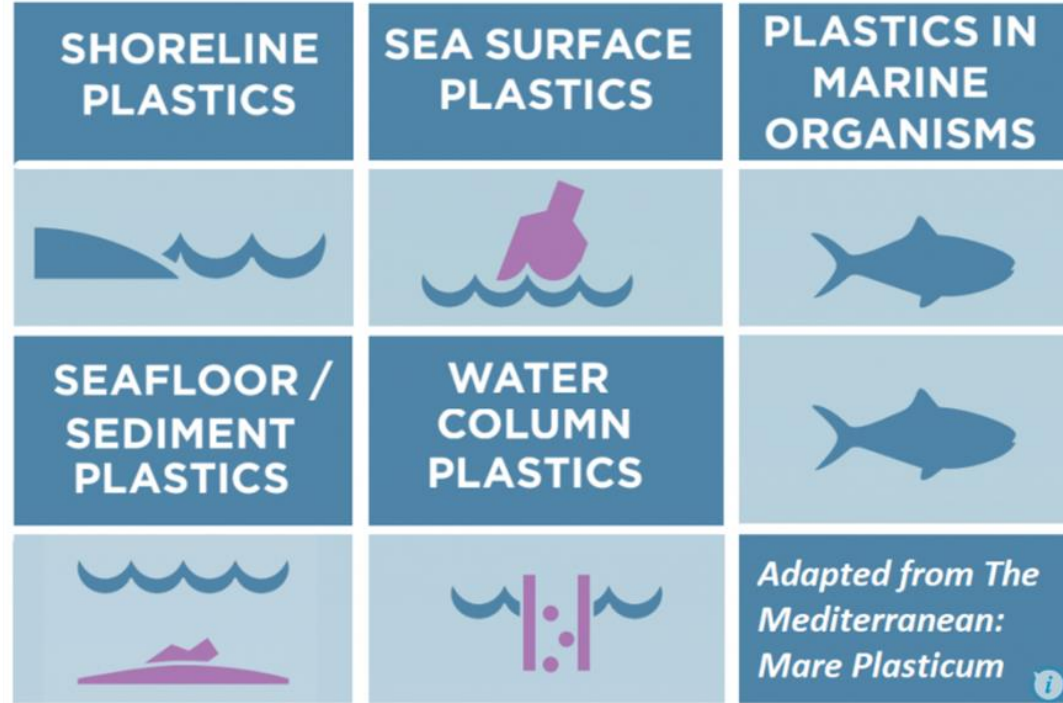 SHORELINE
PLASTICS
SEA SURFACE
PLASTICS
PLASTICS IN
MARINE
ORGANISMS
SEAFLOOR /
SEDIMENT
PLASTICS
WATER
COLUMN
PLASTICS
Adapted from The
Mediterranean:
Mare Plasticum
i